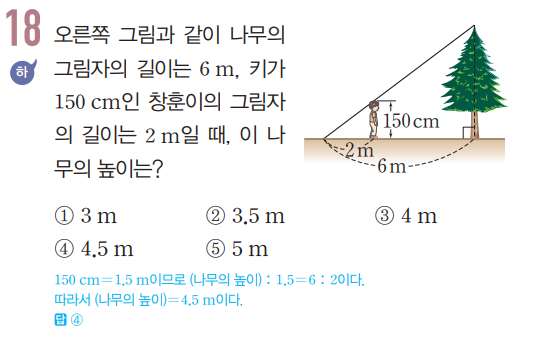 18
하
오른쪽 그림과 같이 나무의
그림자의 길이는 6 m, 키가
150 cm인 창훈이의 그림자
의 길이는 2 m일 때, 이 나
무의 높이는?
150 cm
2 m
6 m
① 3 m ② 3.5 m ③ 4 m
④ 4.5 m ⑤ 5 m
150 cm=1.5 m이므로 (나무의 높이) : 1.5=6 : 2이다.
따라서 (나무의 높이)=4.5 m이다.
답 ④